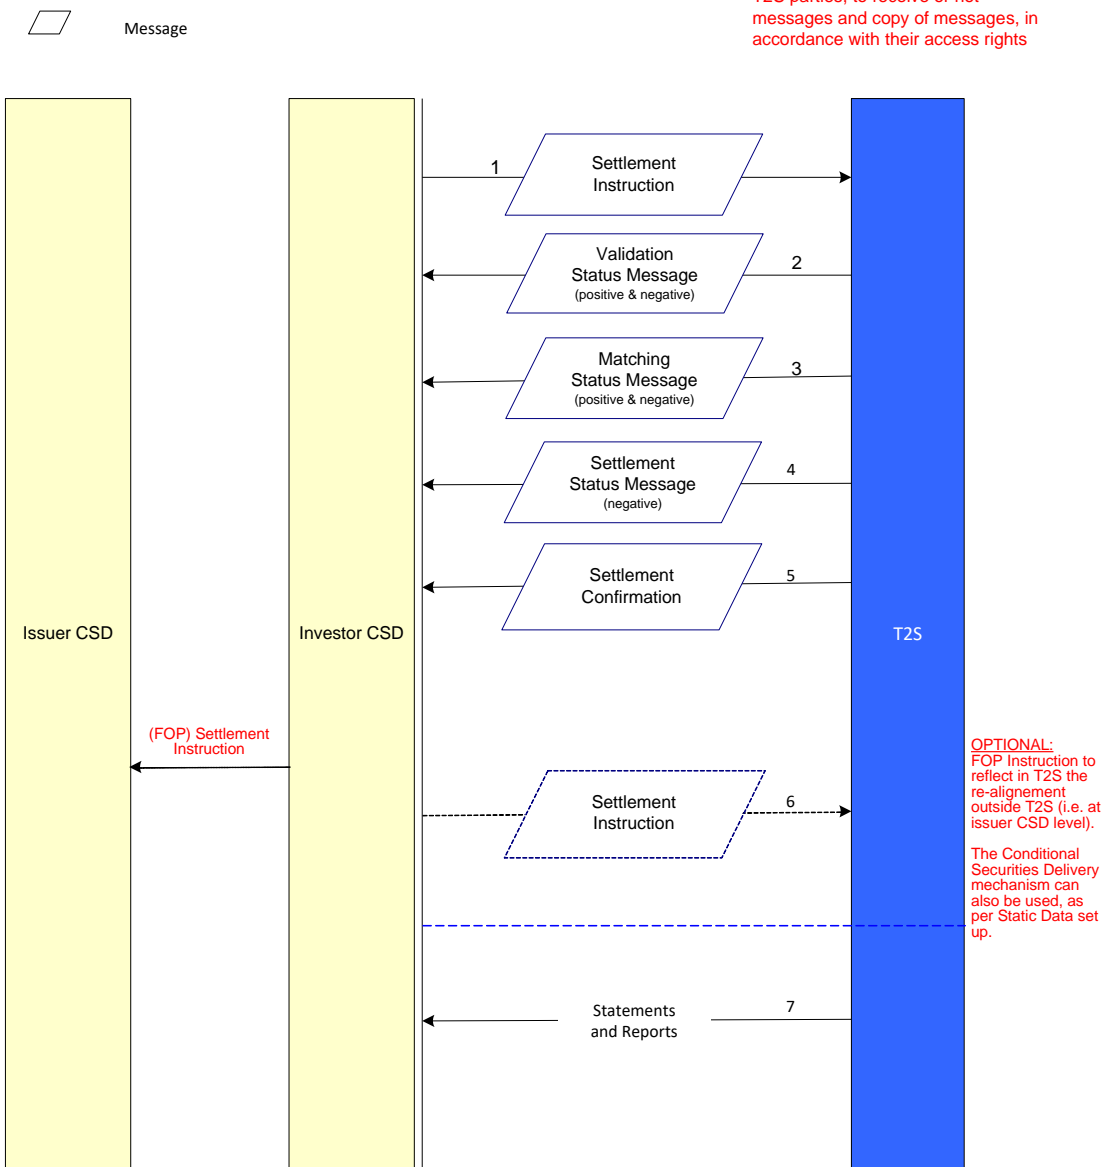 messages and copy of messages, in
accordance with their access rights
Message
1
Settlement
Instruction
Validation
Status Message
(positive & negative)
2
Matching
Status Message
(positive & negative)
3
Settlement
Status Message
(negative)
4
Settlement
Confirmation
5
Issuer CSD
Investor CSD
T2S
(FOP) Settlement
Instruction
Settlement
Instruction
6
OPTIONAL:
FOP Instruction to
reflect in T2S the
re-alignement
outside T2S (i.e. at
issuer CSD level).
The Conditional
Securities Delivery
mechanism can
also be used, as
per Static Data set
up.
Statements
and Reports
7